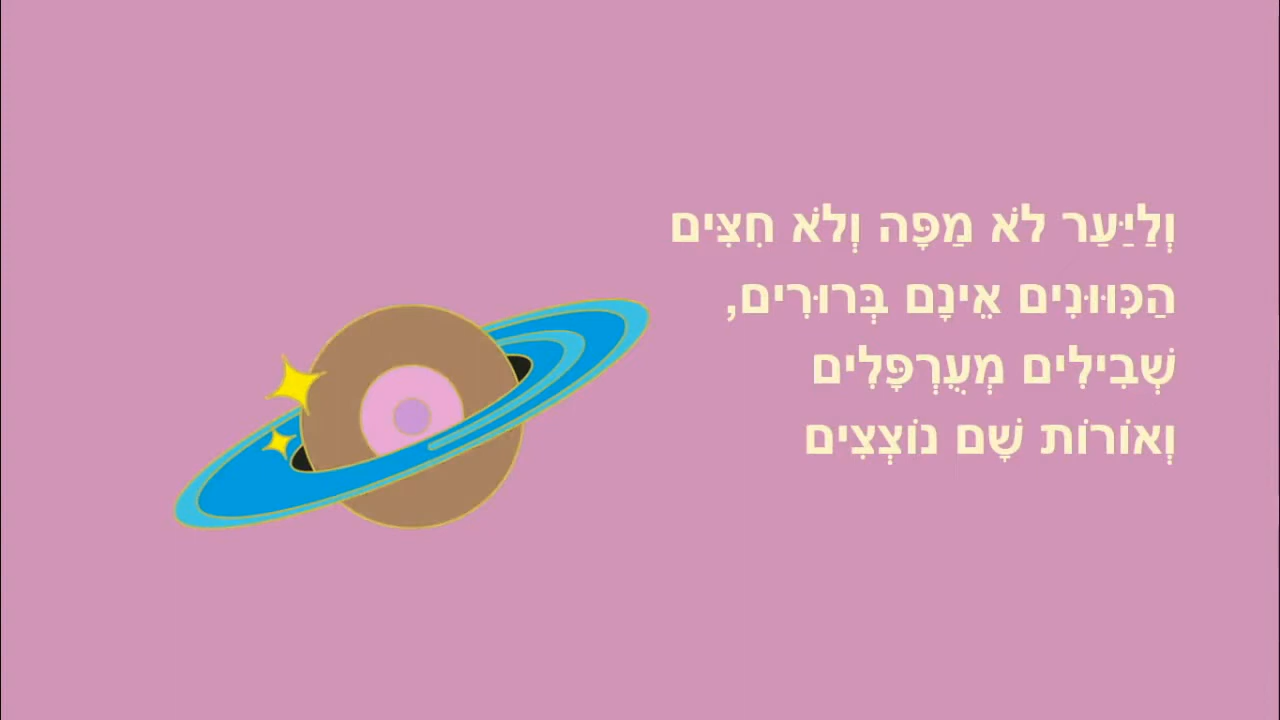 וְלַיַּעַר לֹא מַפָּה וְלֹא חִצִּים
הַכִּוּוּנִים אֵינָם בְּרוּרִים,
שְׁבִילִים מְעֻרְפָּלִים
וְאוֹרוֹת שָׁם נוֹצְצִים